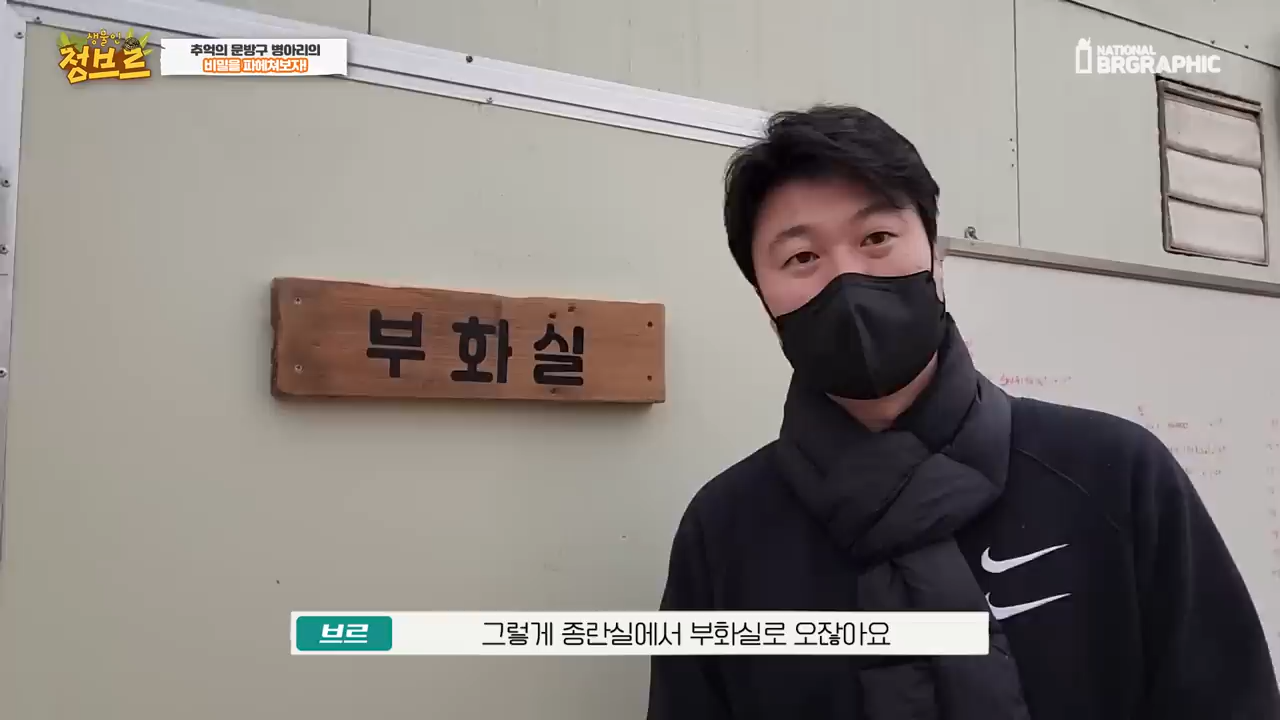 생물인
정브르
추억의 문방구 병아리의
비밀을 파헤쳐보자!
NATIONAL
BRGRAPHIC
부화실
브르 그렇게 종란실에서 부화실로 오잖아요